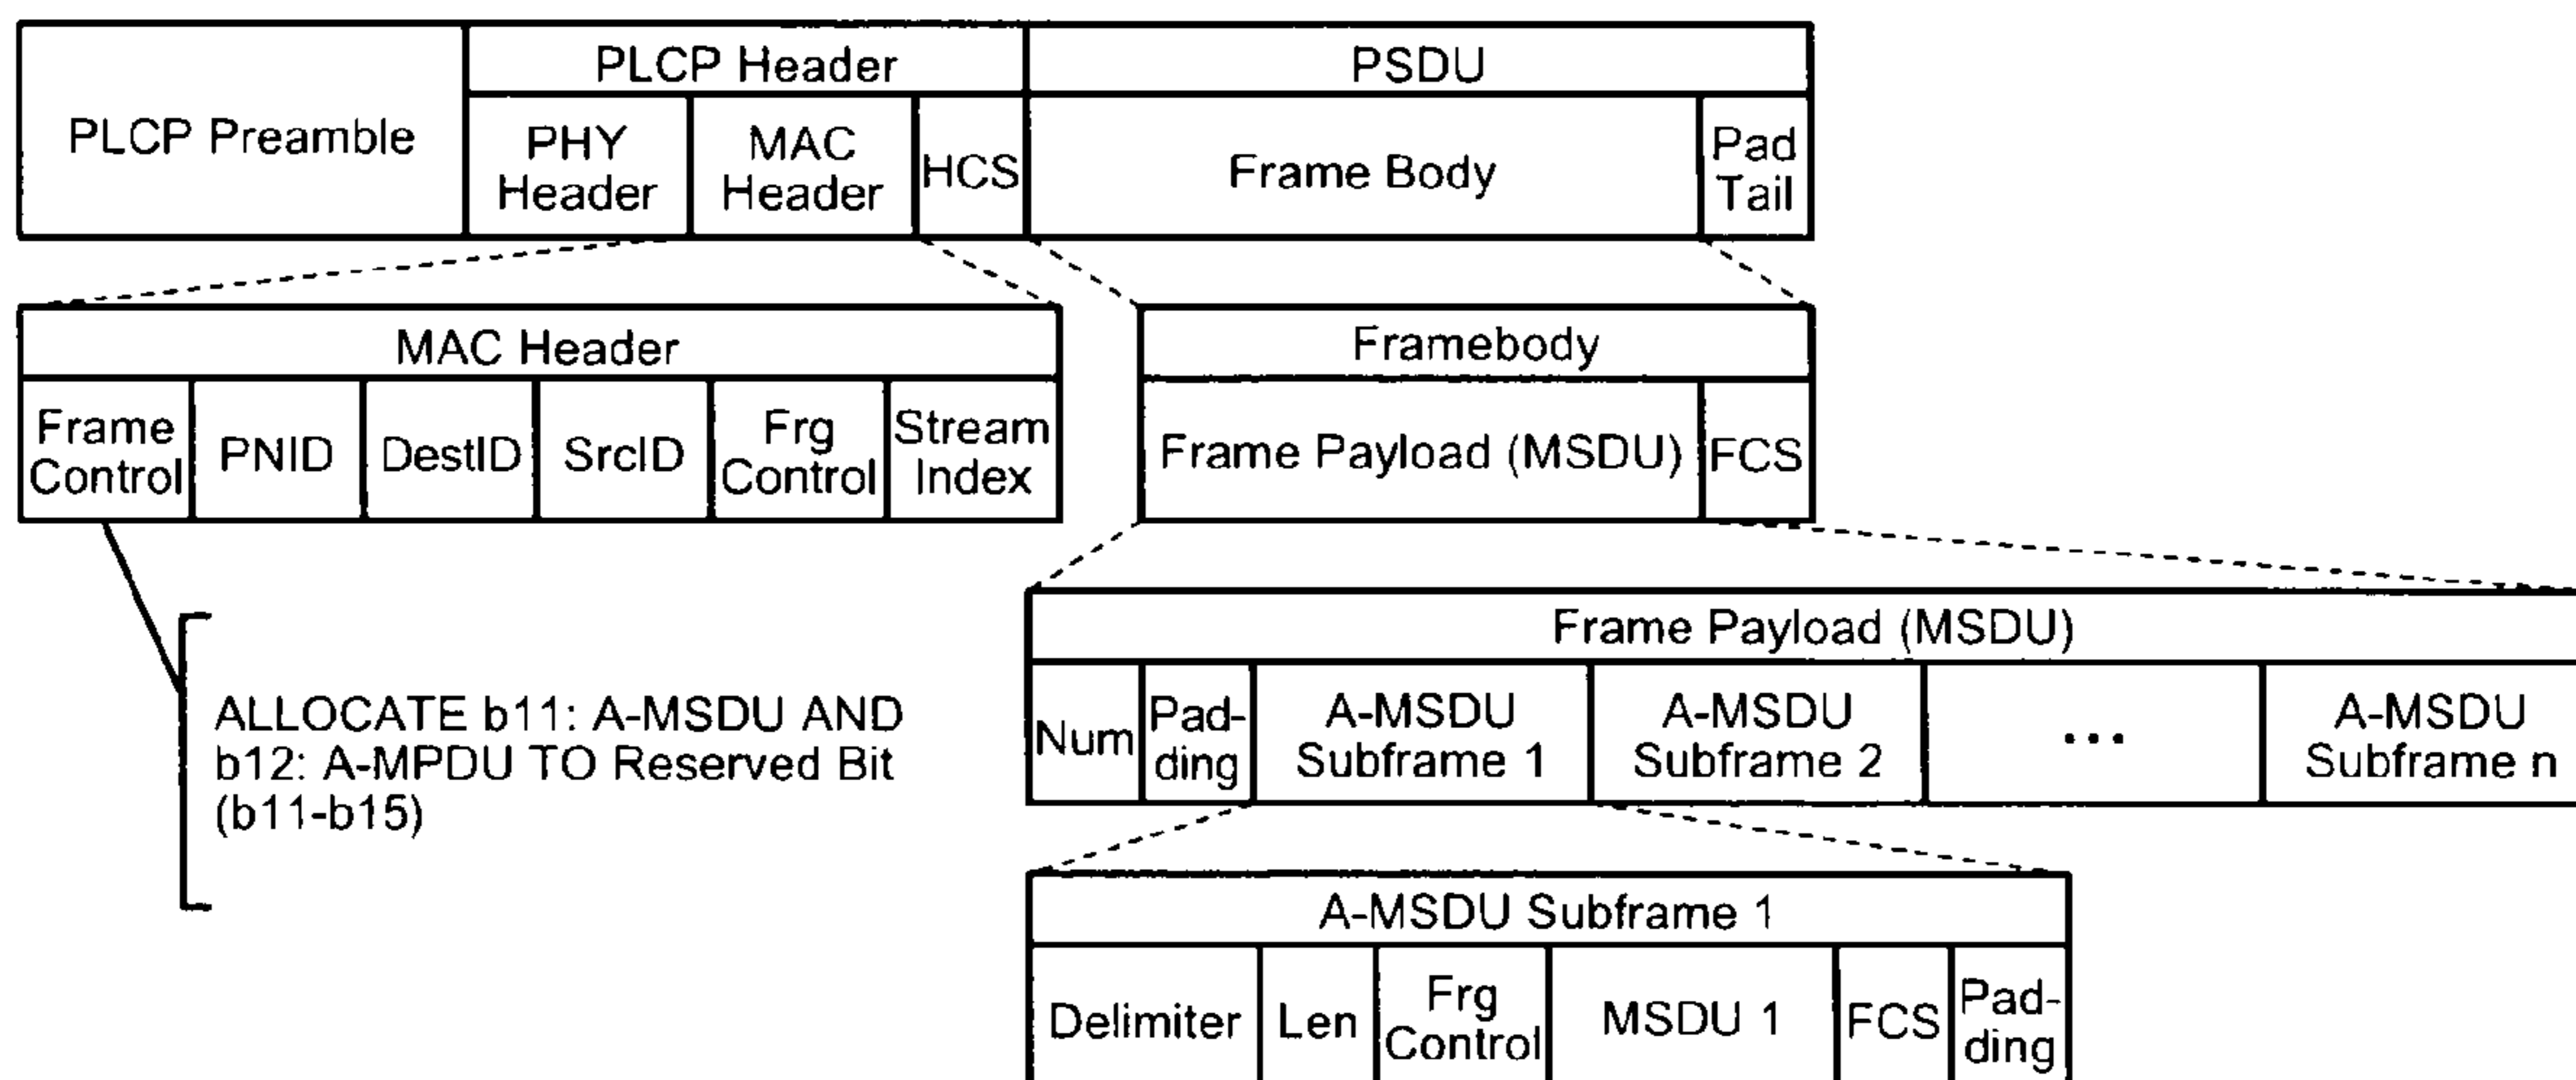 PLCP Preamble
PLCP Header
PSDU
PHY
Header
MAC
Header
HCS
Frame Body
Pad
Tail
MAC Header
Frame
Control
PNID
DestID
SrcID
Frg
Control
Stream
Index
Framebody
Frame Payload (MSDU)
FCS
ALLOCATE b11: A-MSDU AND
b12: A-MPDU TO Reserved Bit
(b11-b15)
Frame Payload (MSDU)
Num
Pad-
ding
A-MSDU
Subframe 1
A-MSDU
Subframe 2
...
A-MSDU
Subframe n
A-MSDU Subframe 1
Delimiter
Len
Frg
Control
MSDU 1
FCS
Pad-
ding